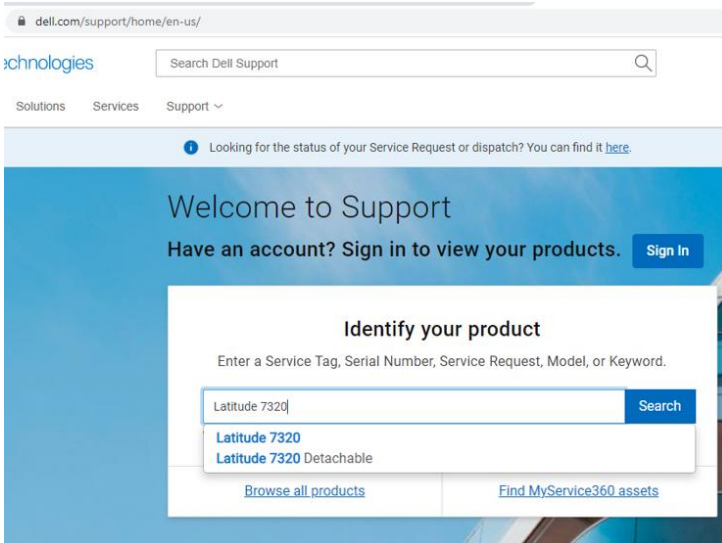 dell.com/support/home/en-us/
echnologies
Search Dell Support
Solutions Services Support
Looking for the status of your Service Request or dispatch? You can find it here.
Welcome to Support
Have an account? Sign in to view your products. Sign In
Identify your product
Enter a Service Tag, Serial Number, Service Request, Model, or Keyword.
Latitude 7320 Search
Latitude 7320
Latitude 7320 Detachable
Browse all products Find MyService360 assets